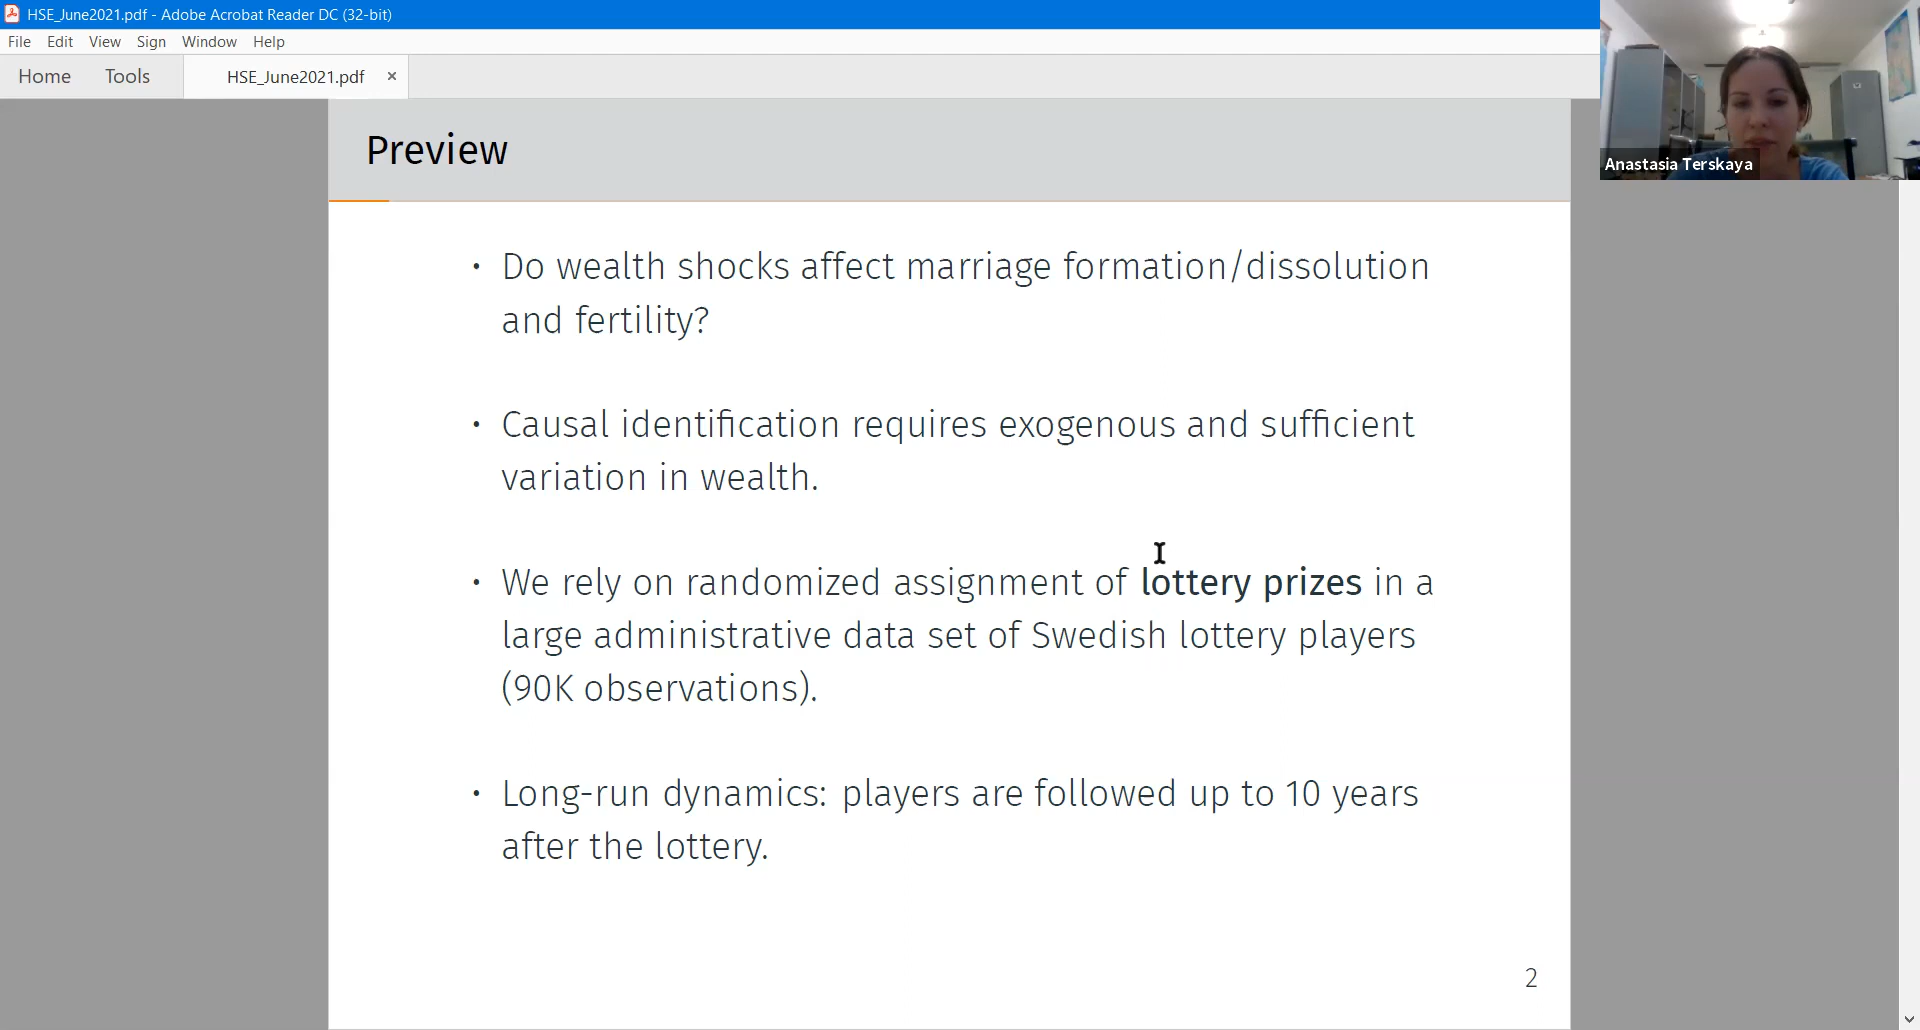 HSE_June2021.pdf - Adobe Acrobat Reader DC (32-bit)
File Edit View Sign Window Help
Home Tools HSE_June2021.pdf ×
Anastasia Terskaya
Preview
• Do wealth shocks affect marriage formation/dissolution
and fertility?
• Causal identification requires exogenous and sufficient
variation in wealth.
• We rely on randomized assignment of lottery prizes in a
large administrative data set of Swedish lottery players
(90K observations).
• Long-run dynamics: players are followed up to 10 years
after the lottery.
2